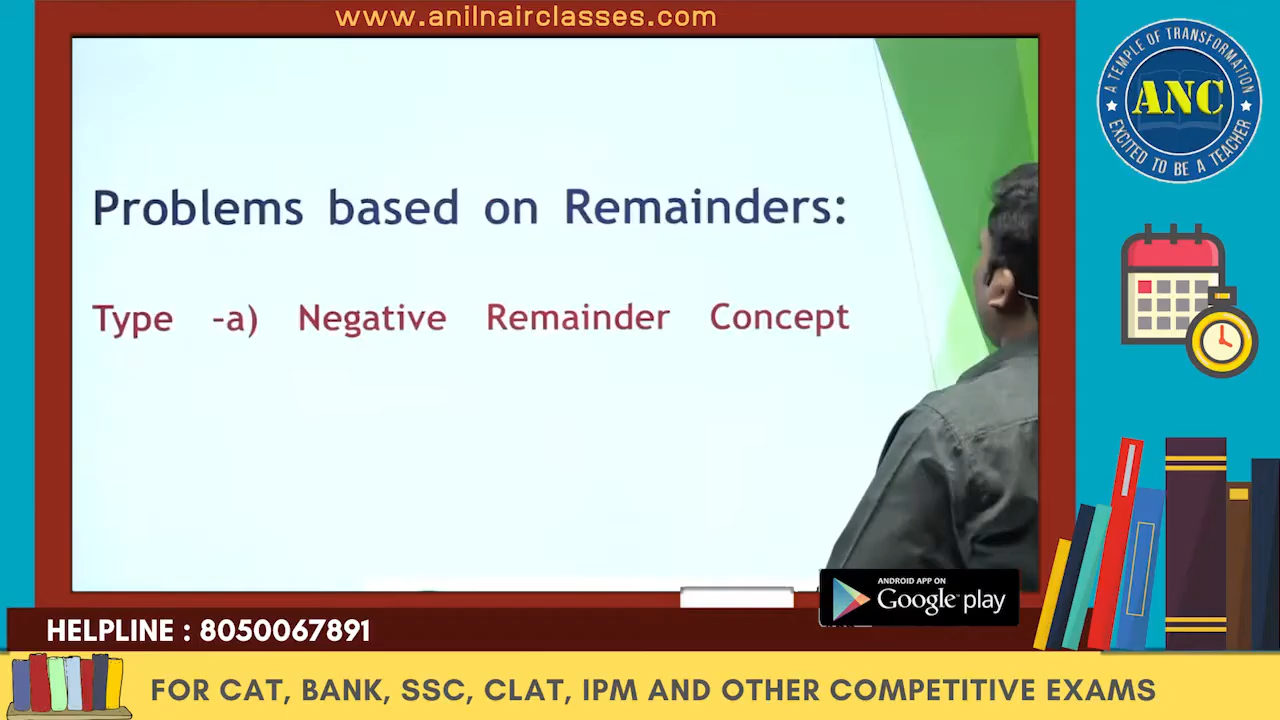 www.anilnairclasses.com
A TEMPLE OF TRANSFORMATION
ANC
EXCITED TO BE A TEACHER
Problems based on Remainders:
Type -a) Negative Remainder Concept
ANDROID APP ON
Google play
HELPLINE : 8050067891
FOR CAT, BANK, SSC, CLAT, IPM AND OTHER COMPETITIVE EXAMS